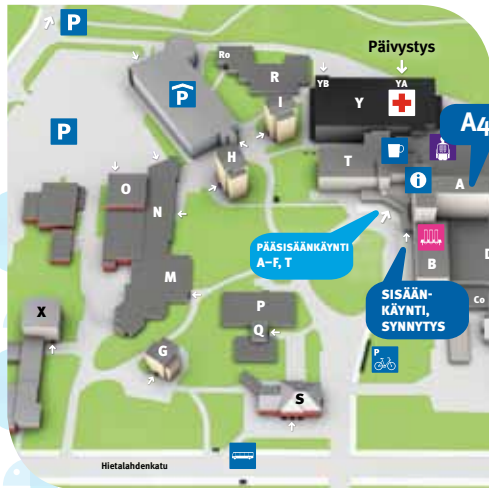 P
Päivystys
Ro
R
YB
YA
I
Y
P
A4
P
H
T
i
A
O
N
PÄÄSISÄÄNKÄYNTI
A–F, T
B
D
M
SISÄÄN-
KÄYNTI,
SYNNYTYS
Co
P
X
Q
G
P
S
Hietalahdenkatu